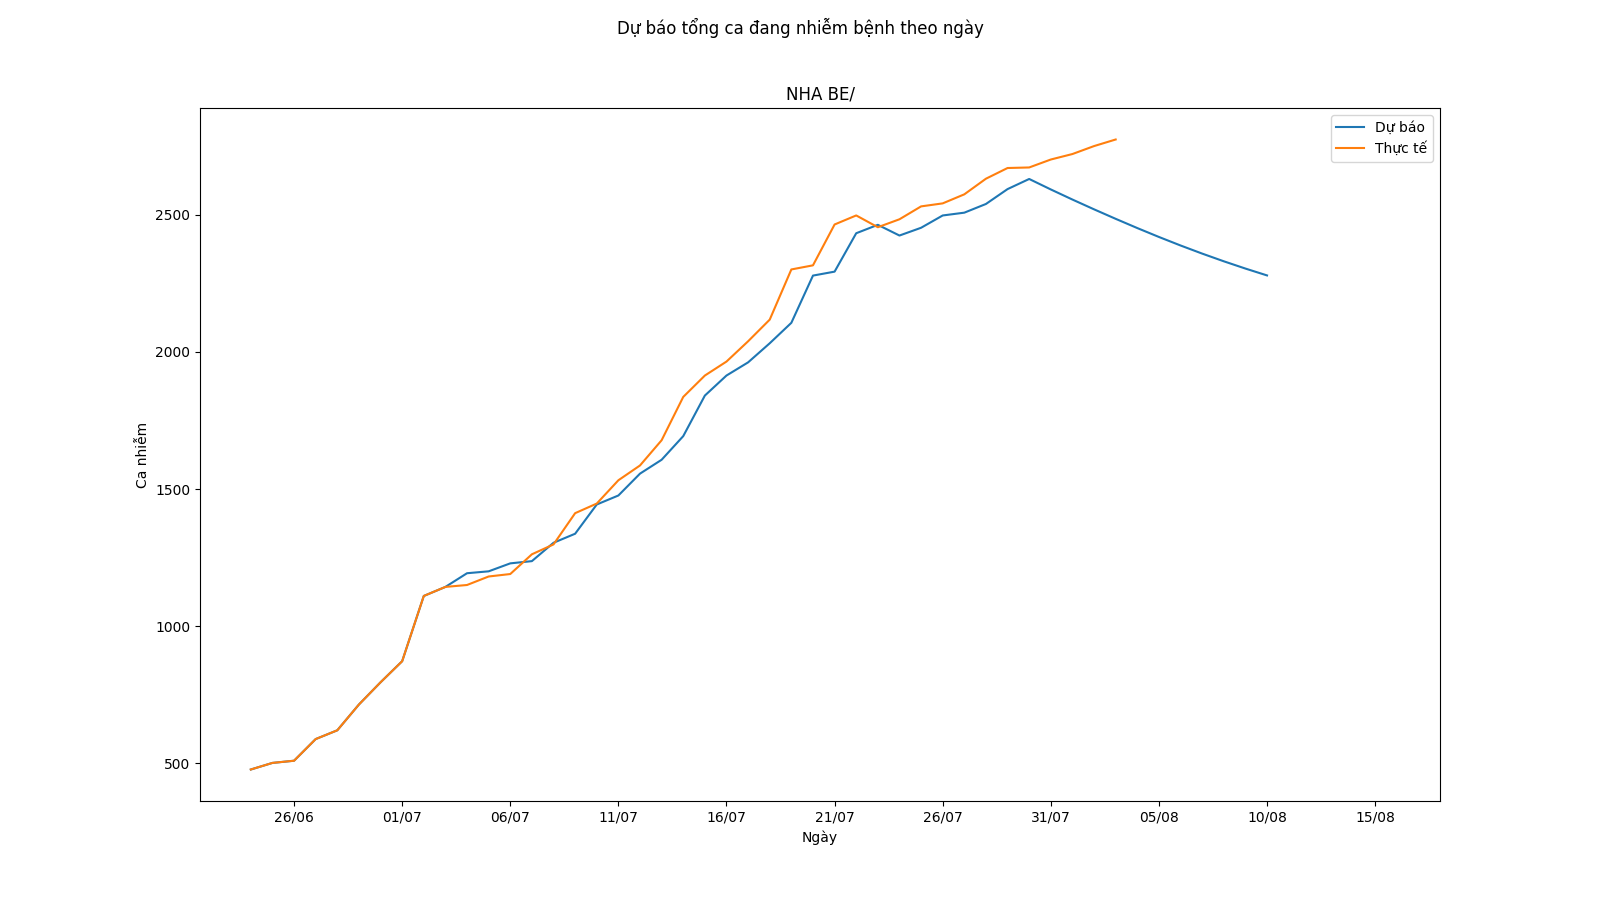 Dự báo tổng ca đang nhiễm bệnh theo ngày
NHA BE/
Dự báo
Thực tế
2500
2000
1500
1000
500
Ca nhiễm
26/06 01/07 06/07 11/07 16/07 21/07 26/07 31/07 05/08 10/08 15/08
Ngày